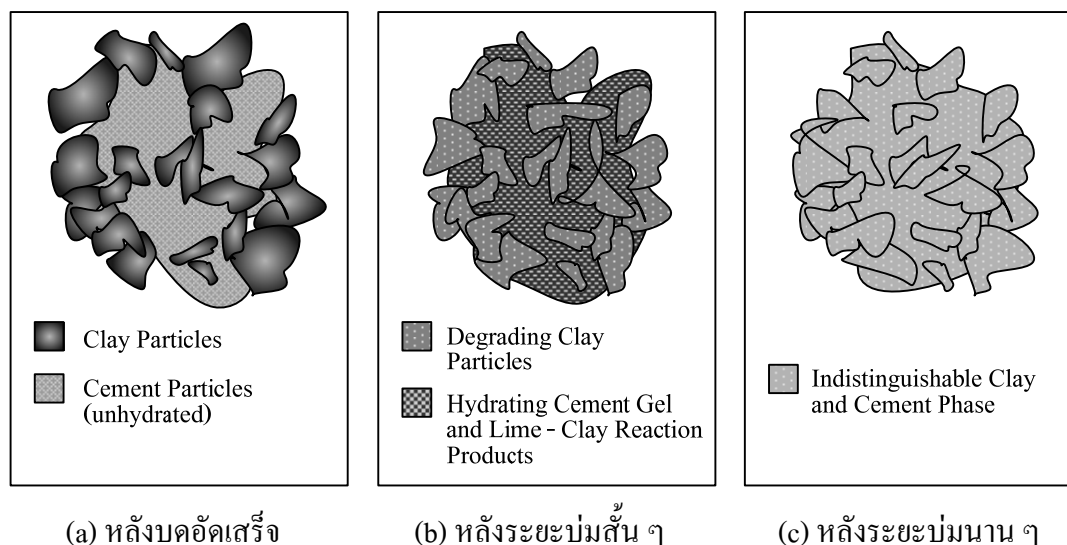 Clay Particles
Cement Particles
(unhydrated)
Degrading Clay
Particles
Hydrating Cement Gel
and Lime - Clay Reaction
Products
Indistinguishable Clay
and Cement Phase
(a) หลังบดอัดเสร็จ
(b) หลังระยะบ่มสั้น ๆ
(c) หลังระยะบ่มนาน ๆ